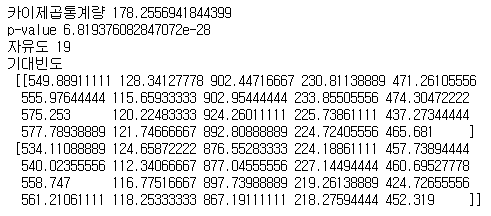 카이제곱통계량 178.2556941844399
p-value 6.819376082847072e-28
자유도 19
기대빈도
[[549.88911111 128.34127778 902.44716667 230.81138889 471.26105556
555.97644444 115.65933333 902.95444444 233.85505556 474.30472222
575.253 120.22483333 924.26011111 225.73861111 437.27344444
577.78938889 121.74666667 892.80888889 224.72405556 465.681 ]
[534.11088889 124.65872222 876.55283333 224.18861111 457.73894444
540.02355556 112.34066667 877.04555556 227.14494444 460.69527778
558.747 116.77516667 897.73988889 219.26138889 424.72655556
561.21061111 118.25333333 867.19111111 218.27594444 452.319 ]]